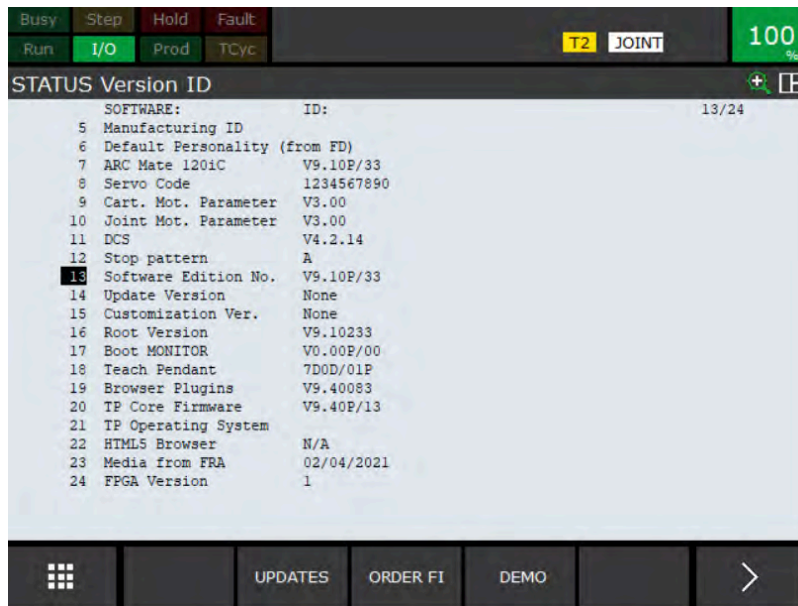 Busy Step Hold Fault
Run I/O Prod TCyc T2 JOINT 100 %
STATUS Version ID
SOFTWARE: ID: 13/24
5 Manufacturing ID
6 Default Personality (from FD)
7 ARC Mate 120iC V9.10P/33
8 Servo Code 1234567890
9 Cart. Mot. Parameter V3.00
10 Joint Mot. Parameter V3.00
11 DCS V4.2.14
12 Stop pattern A
13 Software Edition No. V9.10P/33
14 Update Version None
15 Customization Ver. None
16 Root Version V9.10233
17 Boot MONITOR V0.00P/00
18 Teach Pendant 7D0D/01P
19 Browser Plugins V9.40083
20 TP Core Firmware V9.40P/13
21 TP Operating System
22 HTML5 Browser N/A
23 Media from FRA 02/04/2021
24 FPGA Version 1
UPDATES ORDER FI DEMO